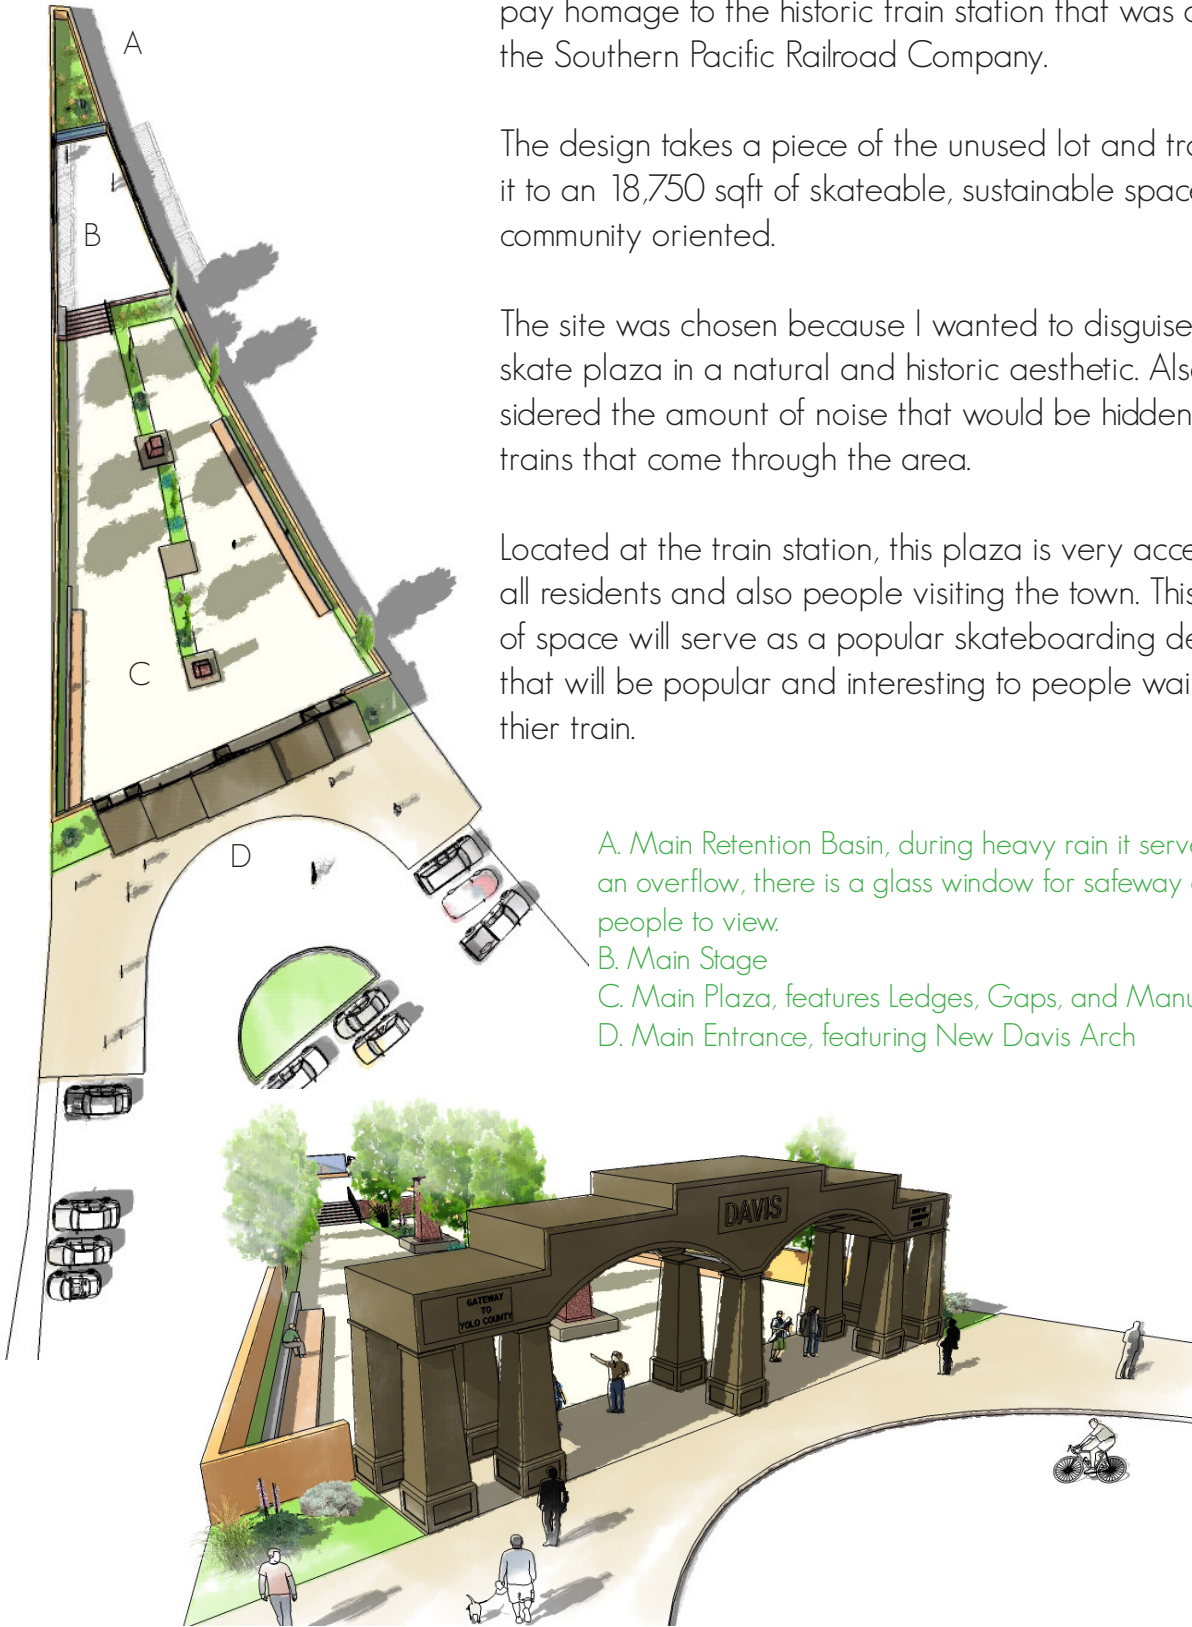 A
B
C
D
pay homage to the historic train station that was
the Southern Pacific Railroad Company.
The design takes a piece of the unused lot and
it to an 18,750 sqft of skateable, sustainable space
community oriented.
The site was chosen because I wanted to disguise
skate plaza in a natural and historic aesthetic.
sidered the amount of noise that would be hidden
trains that come through the area.
Located at the train station, this plaza is very
all residents and also people visiting the town. This
of space will serve as a popular skateboarding
that will be popular and interesting to people
thier train.
A. Main Retention Basin, during heavy rain it
an overflow, there is a glass window for safeway
people to view.
B. Main Stage
C. Main Plaza, features Ledges, Gaps, and
D. Main Entrance, featuring New Davis Arch
DAVIS
GATEWAY
TO
YOLO COUNTY